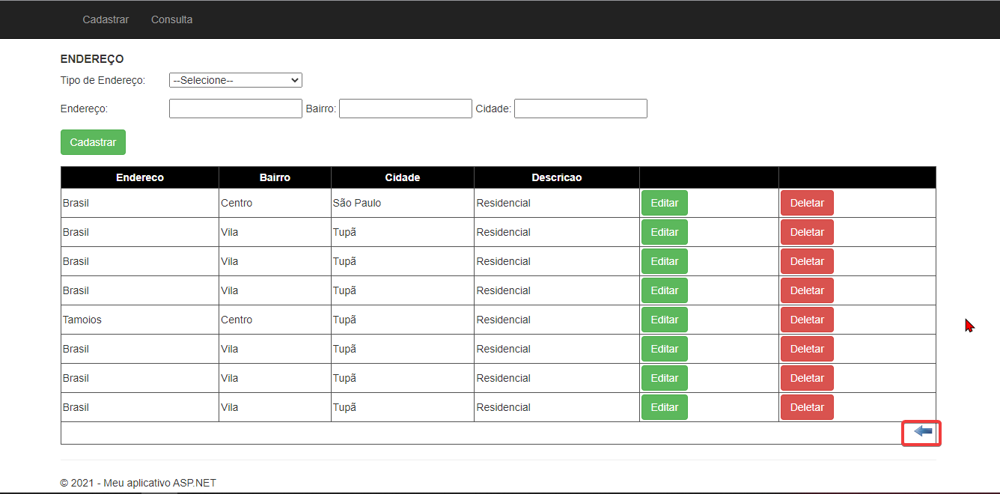 Cadastrar Consulta
ENDEREÇO
Tipo de Endereço: --Selecione--
Endereço: Bairro: Cidade:
Cadastrar
Endereco Bairro Cidade Descricao
Brasil Centro São Paulo Residencial Editar Deletar
Brasil Vila Tupã Residencial Editar Deletar
Brasil Vila Tupã Residencial Editar Deletar
Brasil Vila Tupã Residencial Editar Deletar
Tamoios Centro Tupã Residencial Editar Deletar
Brasil Vila Tupã Residencial Editar Deletar
Brasil Vila Tupã Residencial Editar Deletar
Brasil Vila Tupã Residencial Editar Deletar
© 2021 - Meu aplicativo ASP.NET